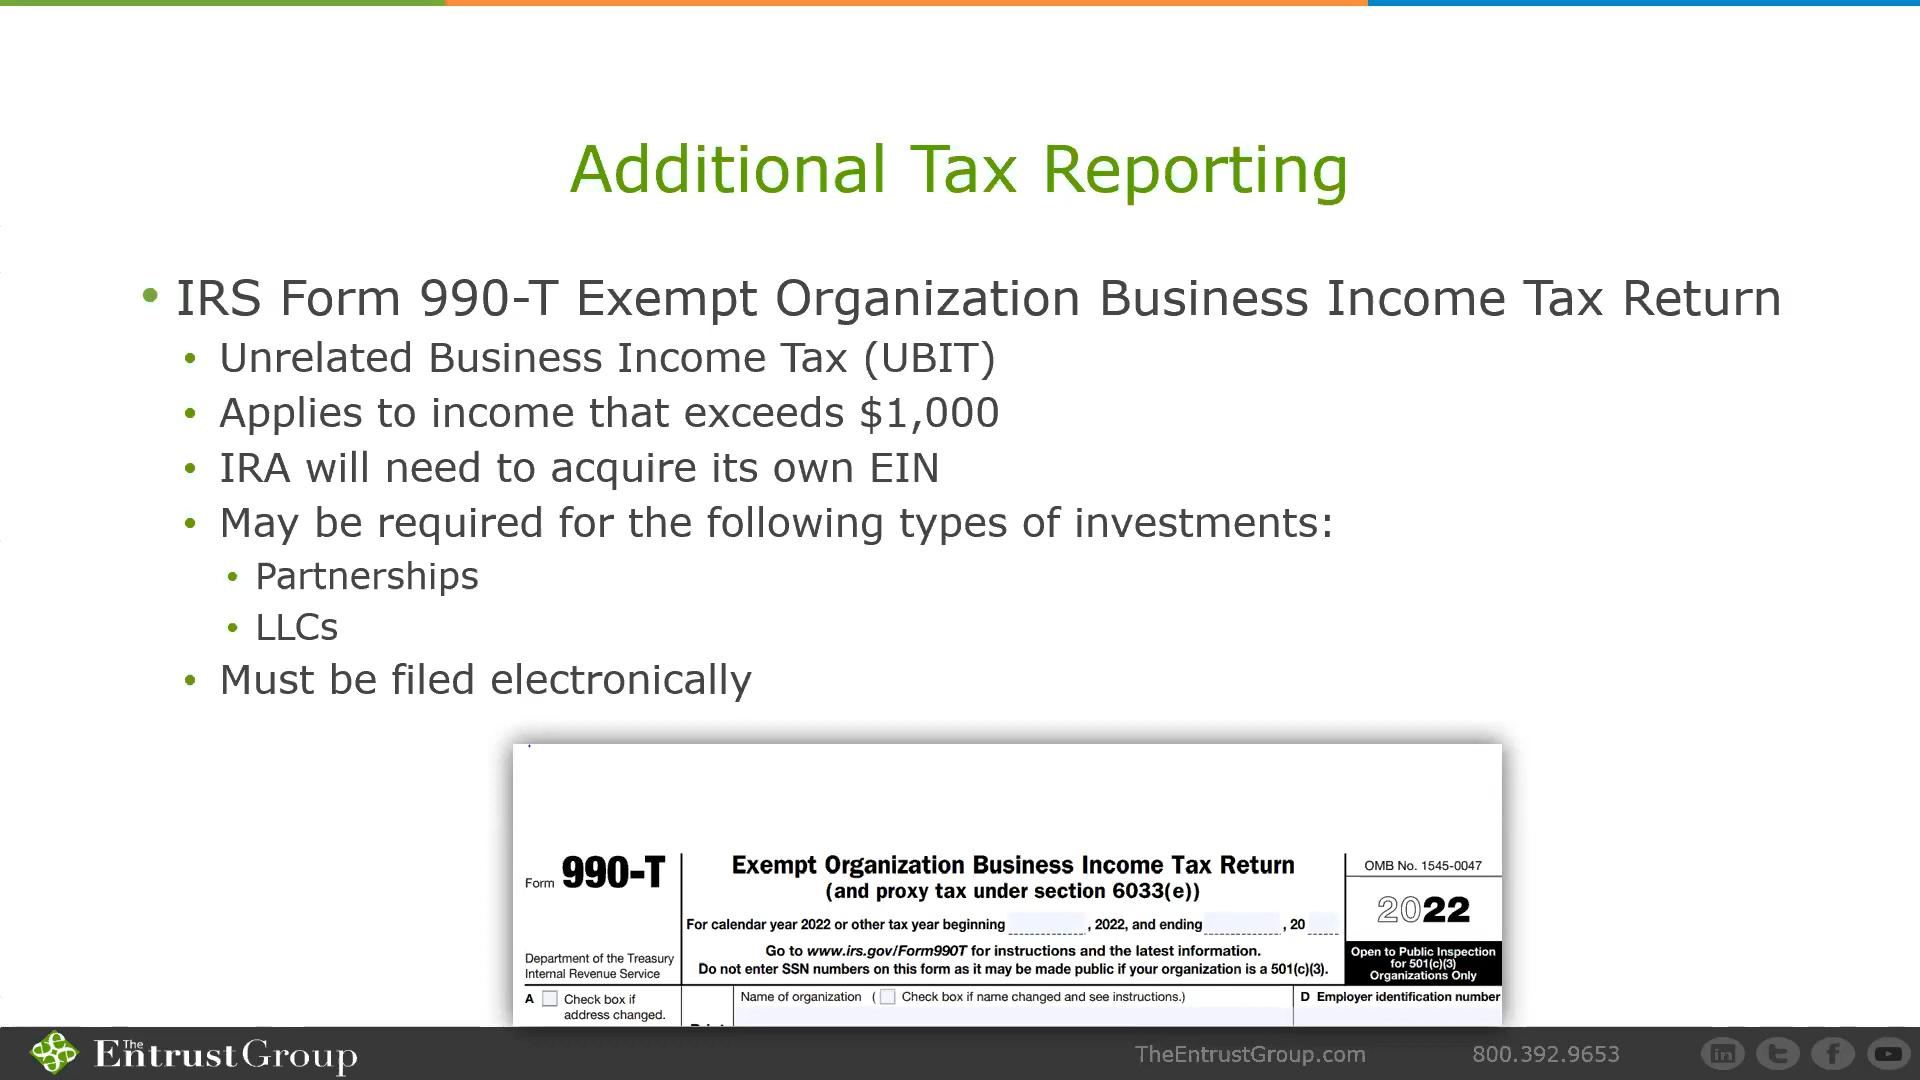 Additional Tax Reporting
• IRS Form 990-T Exempt Organization Business Income Tax Return
• Unrelated Business Income Tax (UBIT)
• Applies to income that exceeds $1,000
• IRA will need to acquire its own EIN
• May be required for the following types of investments:
• Partnerships
• LLCs
• Must be filed electronically
Form 990-T
Exempt Organization Business Income Tax Return
(and proxy tax under section 6033(e))
For calendar year 2022 or other tax year beginning , 2022, and ending , 20
Go to www.irs.gov/Form990T for instructions and the latest information.
Do not enter SSN numbers on this form as it may be made public if your organization is a 501(c)(3).
Department of the Treasury
Internal Revenue Service
OMB No. 1545-0047
2022
Open to Public Inspection
for 501(c)(3)
Organizations Only
A Check box if
address changed.
Name of organization ( Check box if name changed and see instructions.)
D Employer identification number
The Entrust Group
TheEntrustGroup.com
800.392.9653